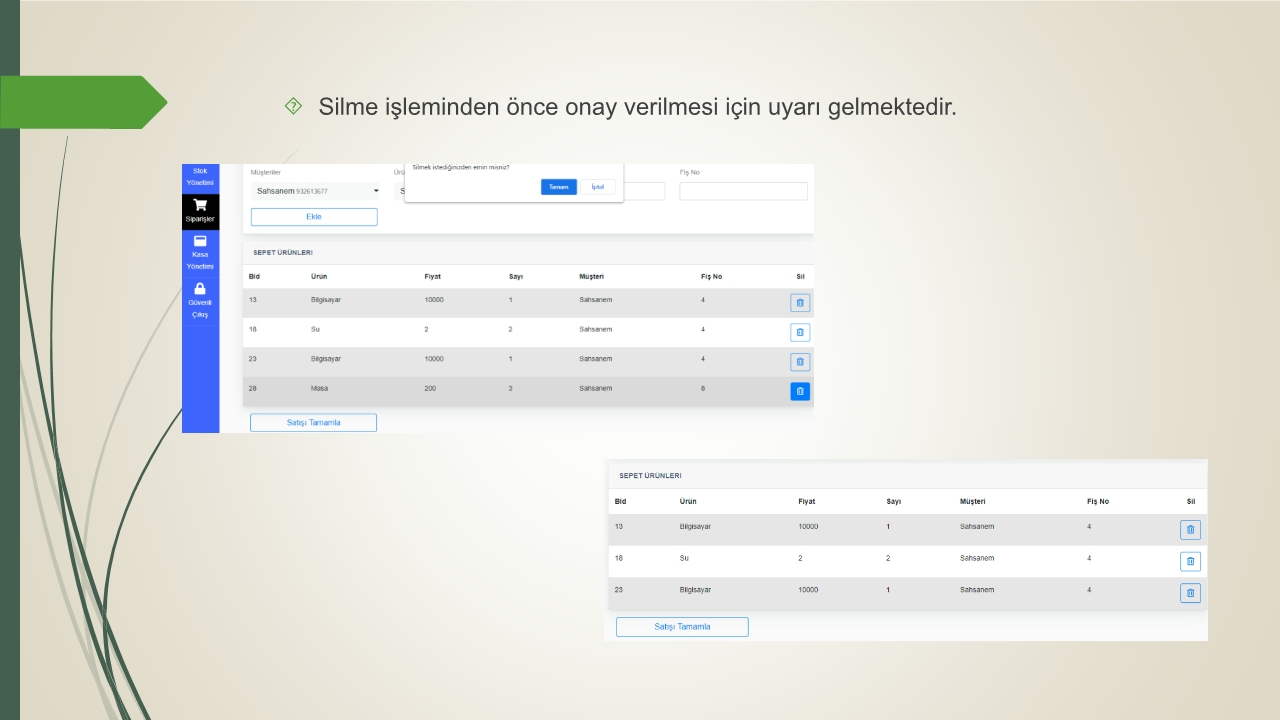 Silme işleminden önce onay verilmesi için uyarı gelmektedir.
Stok
Yönetimi
Siparişler
Kasa
Yönetimi
Güvenli
Çıkış
Müşteriler
Ürü
Silmek istediğinizden emin misniz?
Tamam İptal
Fiş No
Sahsanem 932613677
S
Ekle
SEPET ÜRÜNLERI
Bid Ürün Fiyat Sayı Müşteri Fiş No Sil
13 Bilgisayar 10000 1 Sahsanem 4
18 Su 2 2 Sahsanem 4
23 Bilgisayar 10000 1 Sahsanem 4
28 Masa 200 3 Sahsanem 8
Satışı Tamamla
SEPET ÜRÜNLERI
Bid Ürün Fiyat Sayı Müşteri Fiş No Sil
13 Bilgisayar 10000 1 Sahsanem 4
18 Su 2 2 Sahsanem 4
23 Bilgisayar 10000 1 Sahsanem 4
Satışı Tamamla